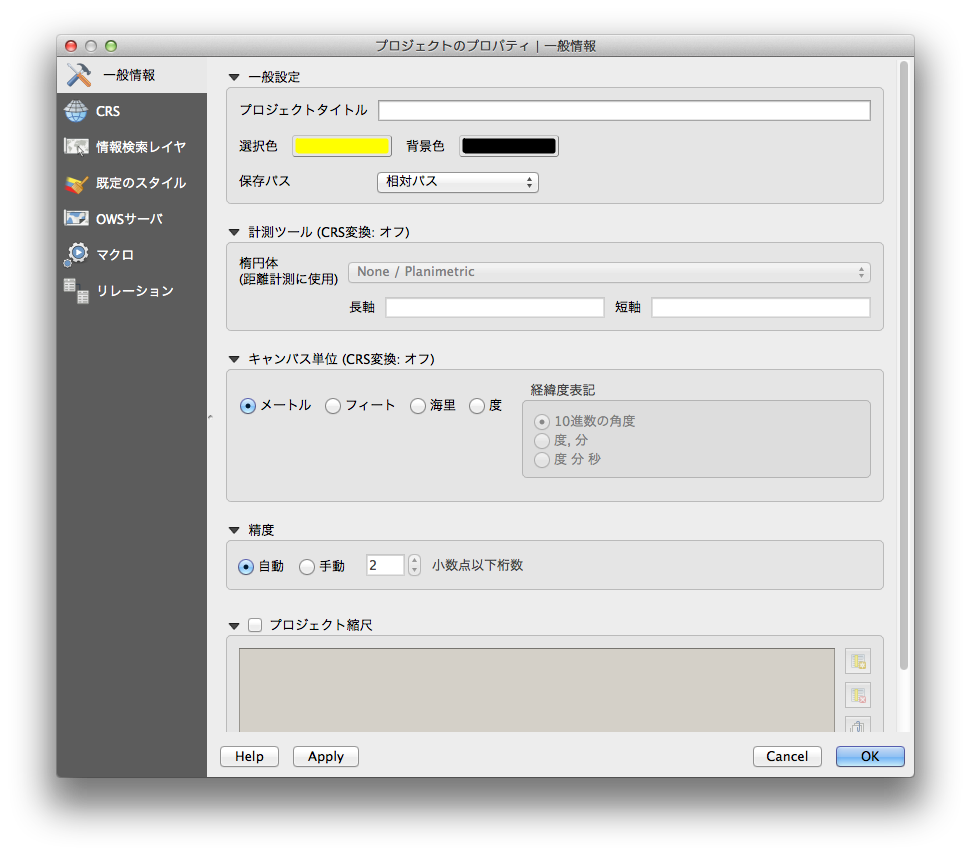 プロジェクトのプロパティ | 一般情報
一般情報
CRS
情報検索レイヤ
既定のスタイル
OWSサーバ
マクロ
リレーション
一般設定
プロジェクトタイトル
選択色 背景色
保存パス 相対パス
計測ツール (CRS変換: オフ)
楕円体
(距離計測に使用) None / Planimetric
長軸 短軸
キャンバス単位 (CRS変換: オフ)
メートル フィート 海里 度
経緯度表記
10進数の角度
度, 分
度 分 秒
精度
自動 手動 2 小数点以下桁数
プロジェクト縮尺
Help Apply Cancel OK